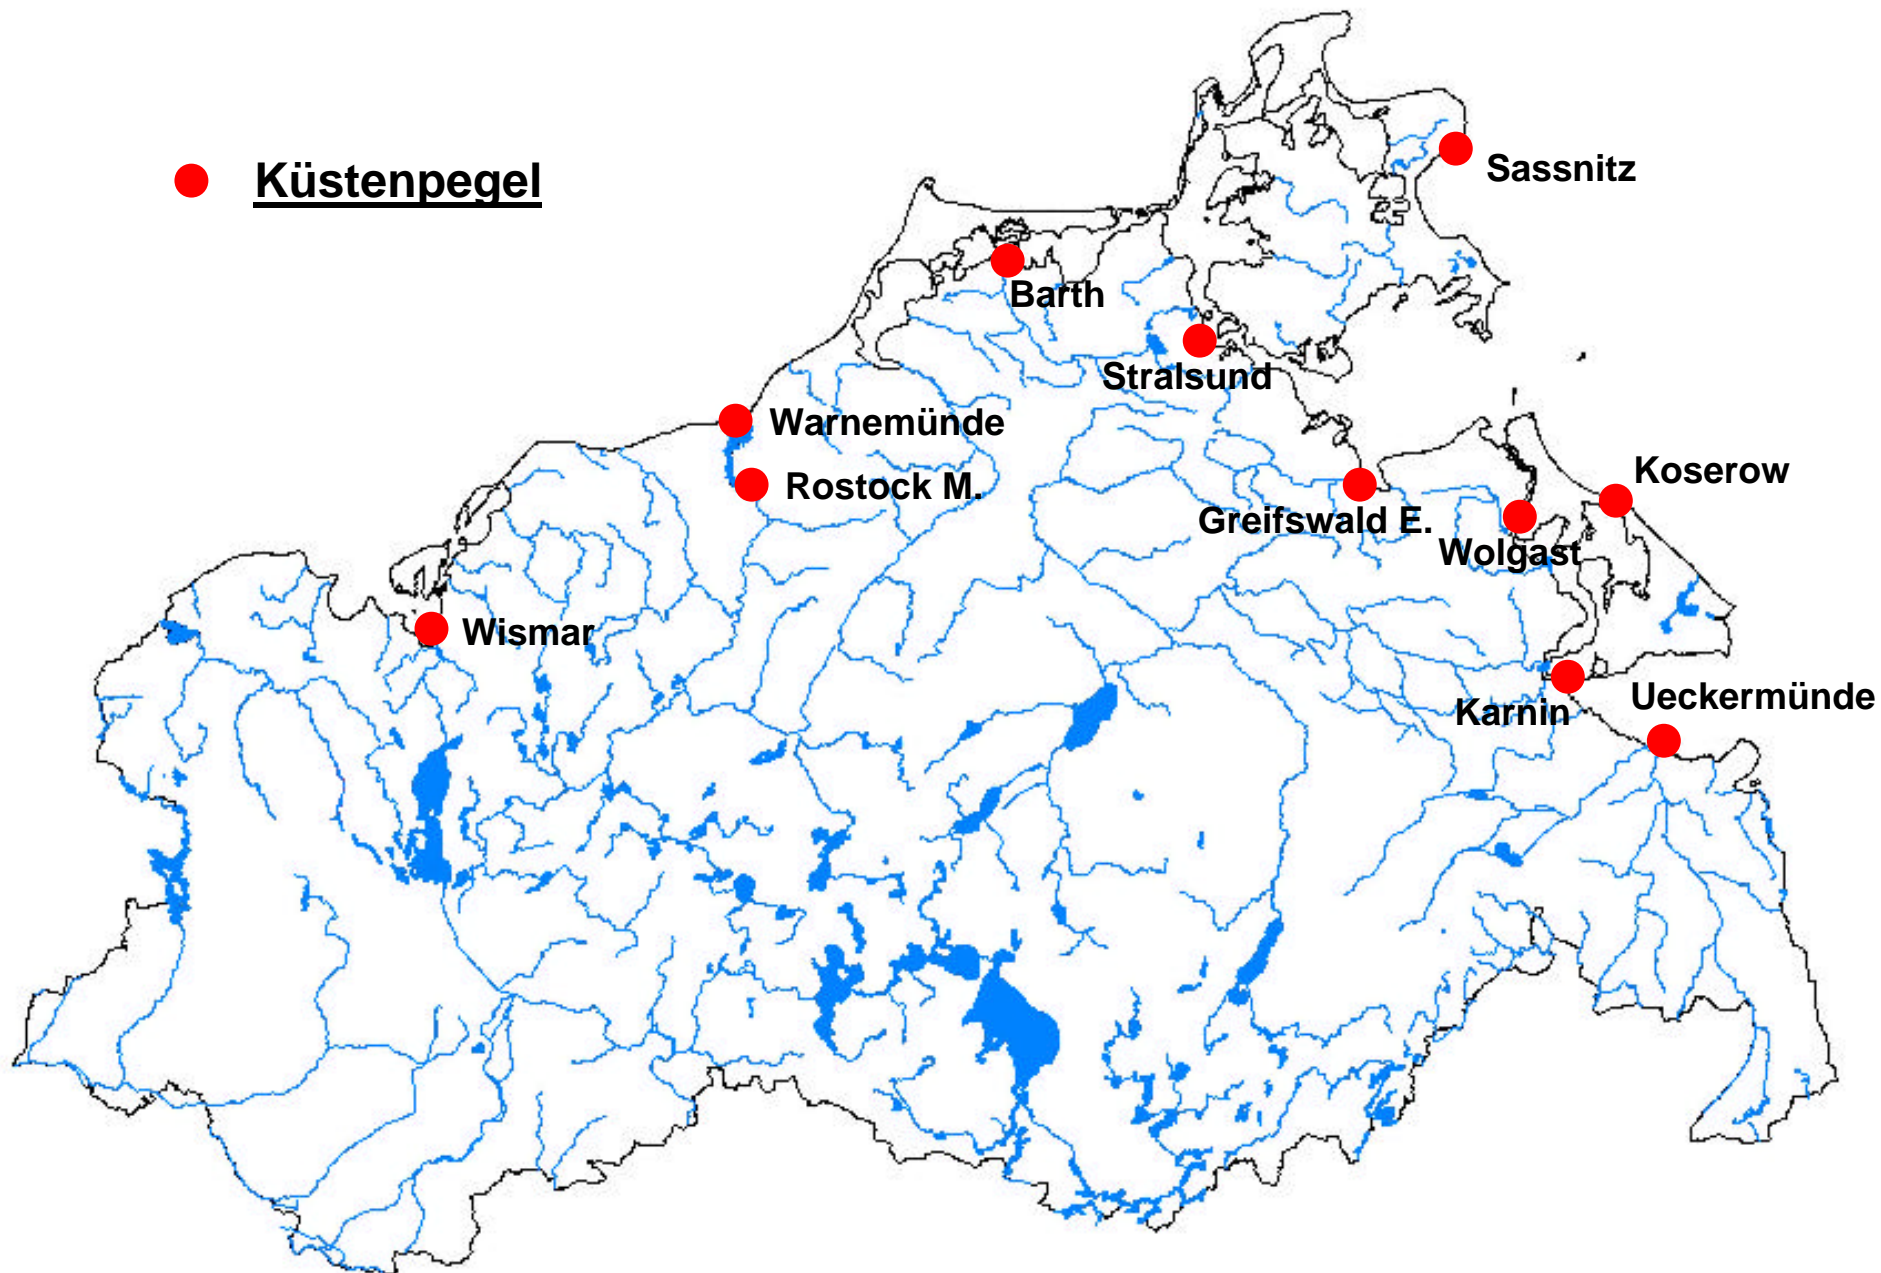 Küstenpegel
Sassnitz
Barth
Stralsund
Warnemünde
Rostock M.
Koserow
Greifswald E.
Wolgast
Wismar
Karnin
Ueckermünde